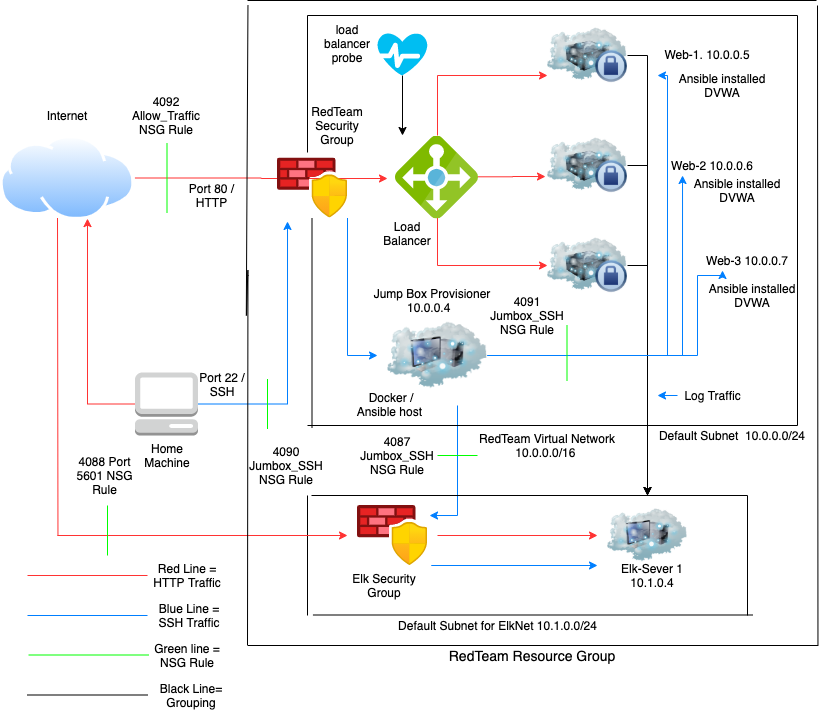 load
balancer
probe
Web-1. 10.0.0.5
Ansible installed
DVWA
4092
Allow_Traffic
NSG Rule
Internet
RedTeam
Security
Group
Port 80 /
HTTP
Load
Balancer
Web-2 10.0.0.6
Ansible installed
DVWA
Web-3 10.0.0.7
Ansible installed
DVWA
Jump Box Provisioner
10.0.0.4
4091
Jumbox_SSH
NSG Rule
Port 22 /
SSH
Docker /
Ansible host
Log Traffic
Home
Machine
Default Subnet  10.0.0.0/24
RedTeam Virtual Network
10.0.0.0/16
4090
Jumbox_SSH
NSG Rule
4087
Jumbox_SSH
NSG Rule
4088 Port
5601 NSG
Rule
Elk Security
Group
Elk-Sever 1
10.1.0.4
Default Subnet for ElkNet 10.1.0.0/24
RedTeam Resource Group
Red Line =
HTTP Traffic
Blue Line =
SSH Traffic
Green line =
NSG Rule
Black Line=
Grouping